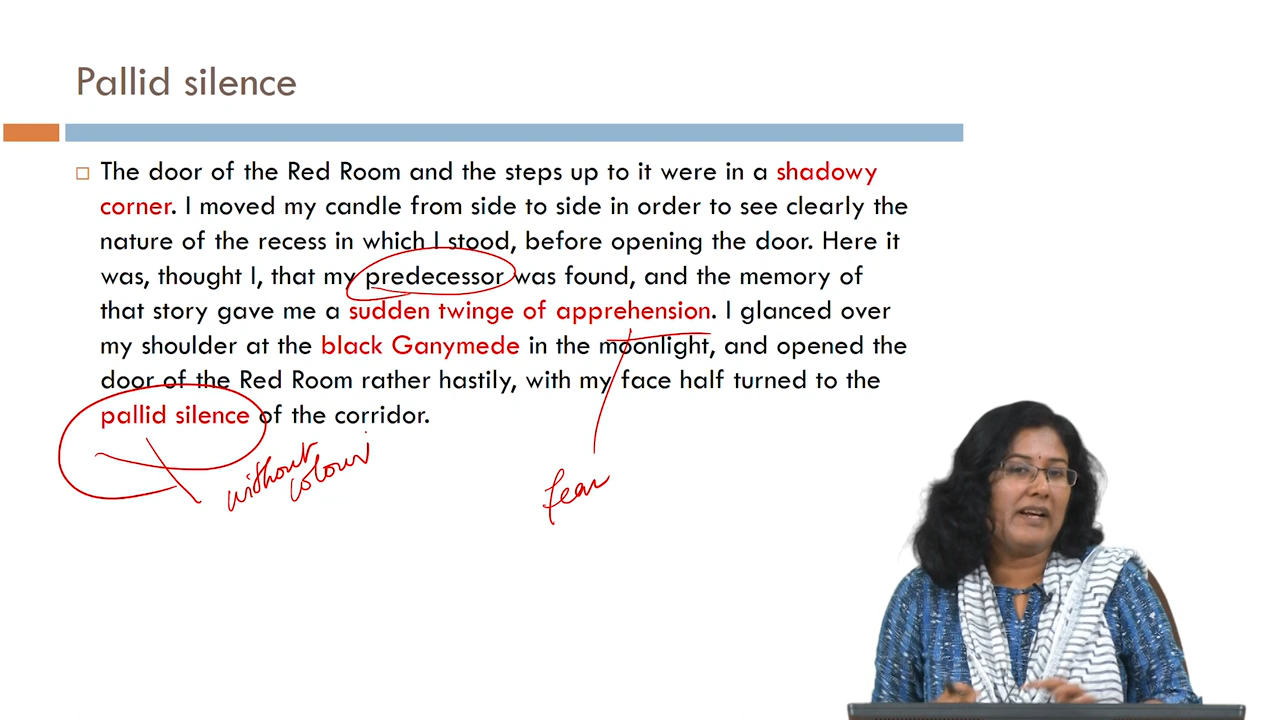 Pallid silence
The door of the Red Room and the steps up to it were in a shadowy
corner. I moved my candle from side to side in order to see clearly the
nature of the recess in which I stood, before opening the door. Here it
was, thought I, that my predecessor was found, and the memory of
that story gave me a sudden twinge of apprehension. I glanced over
my shoulder at the black Ganymede in the moonlight, and opened the
door of the Red Room rather hastily, with my face half turned to the
pallid silence of the corridor.
without
colour
fear